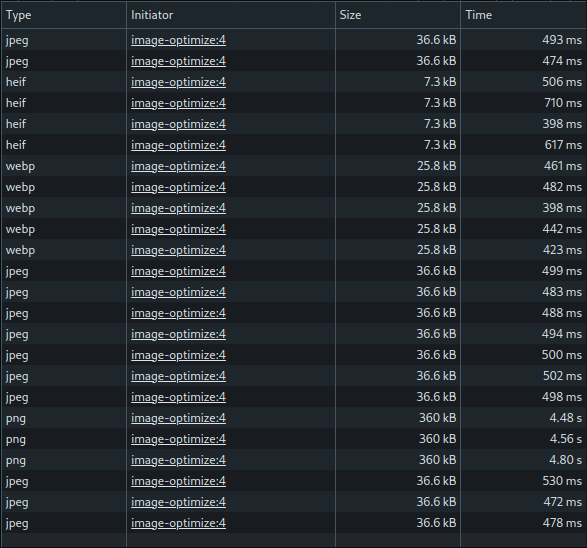 Type Initiator Size Time
jpeg image-optimize:4 36.6 kB 493 ms
jpeg image-optimize:4 36.6 kB 474 ms
heif image-optimize:4 7.3 kB 506 ms
heif image-optimize:4 7.3 kB 710 ms
heif image-optimize:4 7.3 kB 398 ms
heif image-optimize:4 7.3 kB 617 ms
webp image-optimize:4 25.8 kB 461 ms
webp image-optimize:4 25.8 kB 482 ms
webp image-optimize:4 25.8 kB 398 ms
webp image-optimize:4 25.8 kB 442 ms
webp image-optimize:4 25.8 kB 423 ms
jpeg image-optimize:4 36.6 kB 499 ms
jpeg image-optimize:4 36.6 kB 483 ms
jpeg image-optimize:4 36.6 kB 488 ms
jpeg image-optimize:4 36.6 kB 494 ms
jpeg image-optimize:4 36.6 kB 500 ms
jpeg image-optimize:4 36.6 kB 502 ms
jpeg image-optimize:4 36.6 kB 498 ms
png image-optimize:4 360 kB 4.48 s
png image-optimize:4 360 kB 4.56 s
png image-optimize:4 360 kB 4.80 s
jpeg image-optimize:4 36.6 kB 530 ms
jpeg image-optimize:4 36.6 kB 472 ms
jpeg image-optimize:4 36.6 kB 478 ms